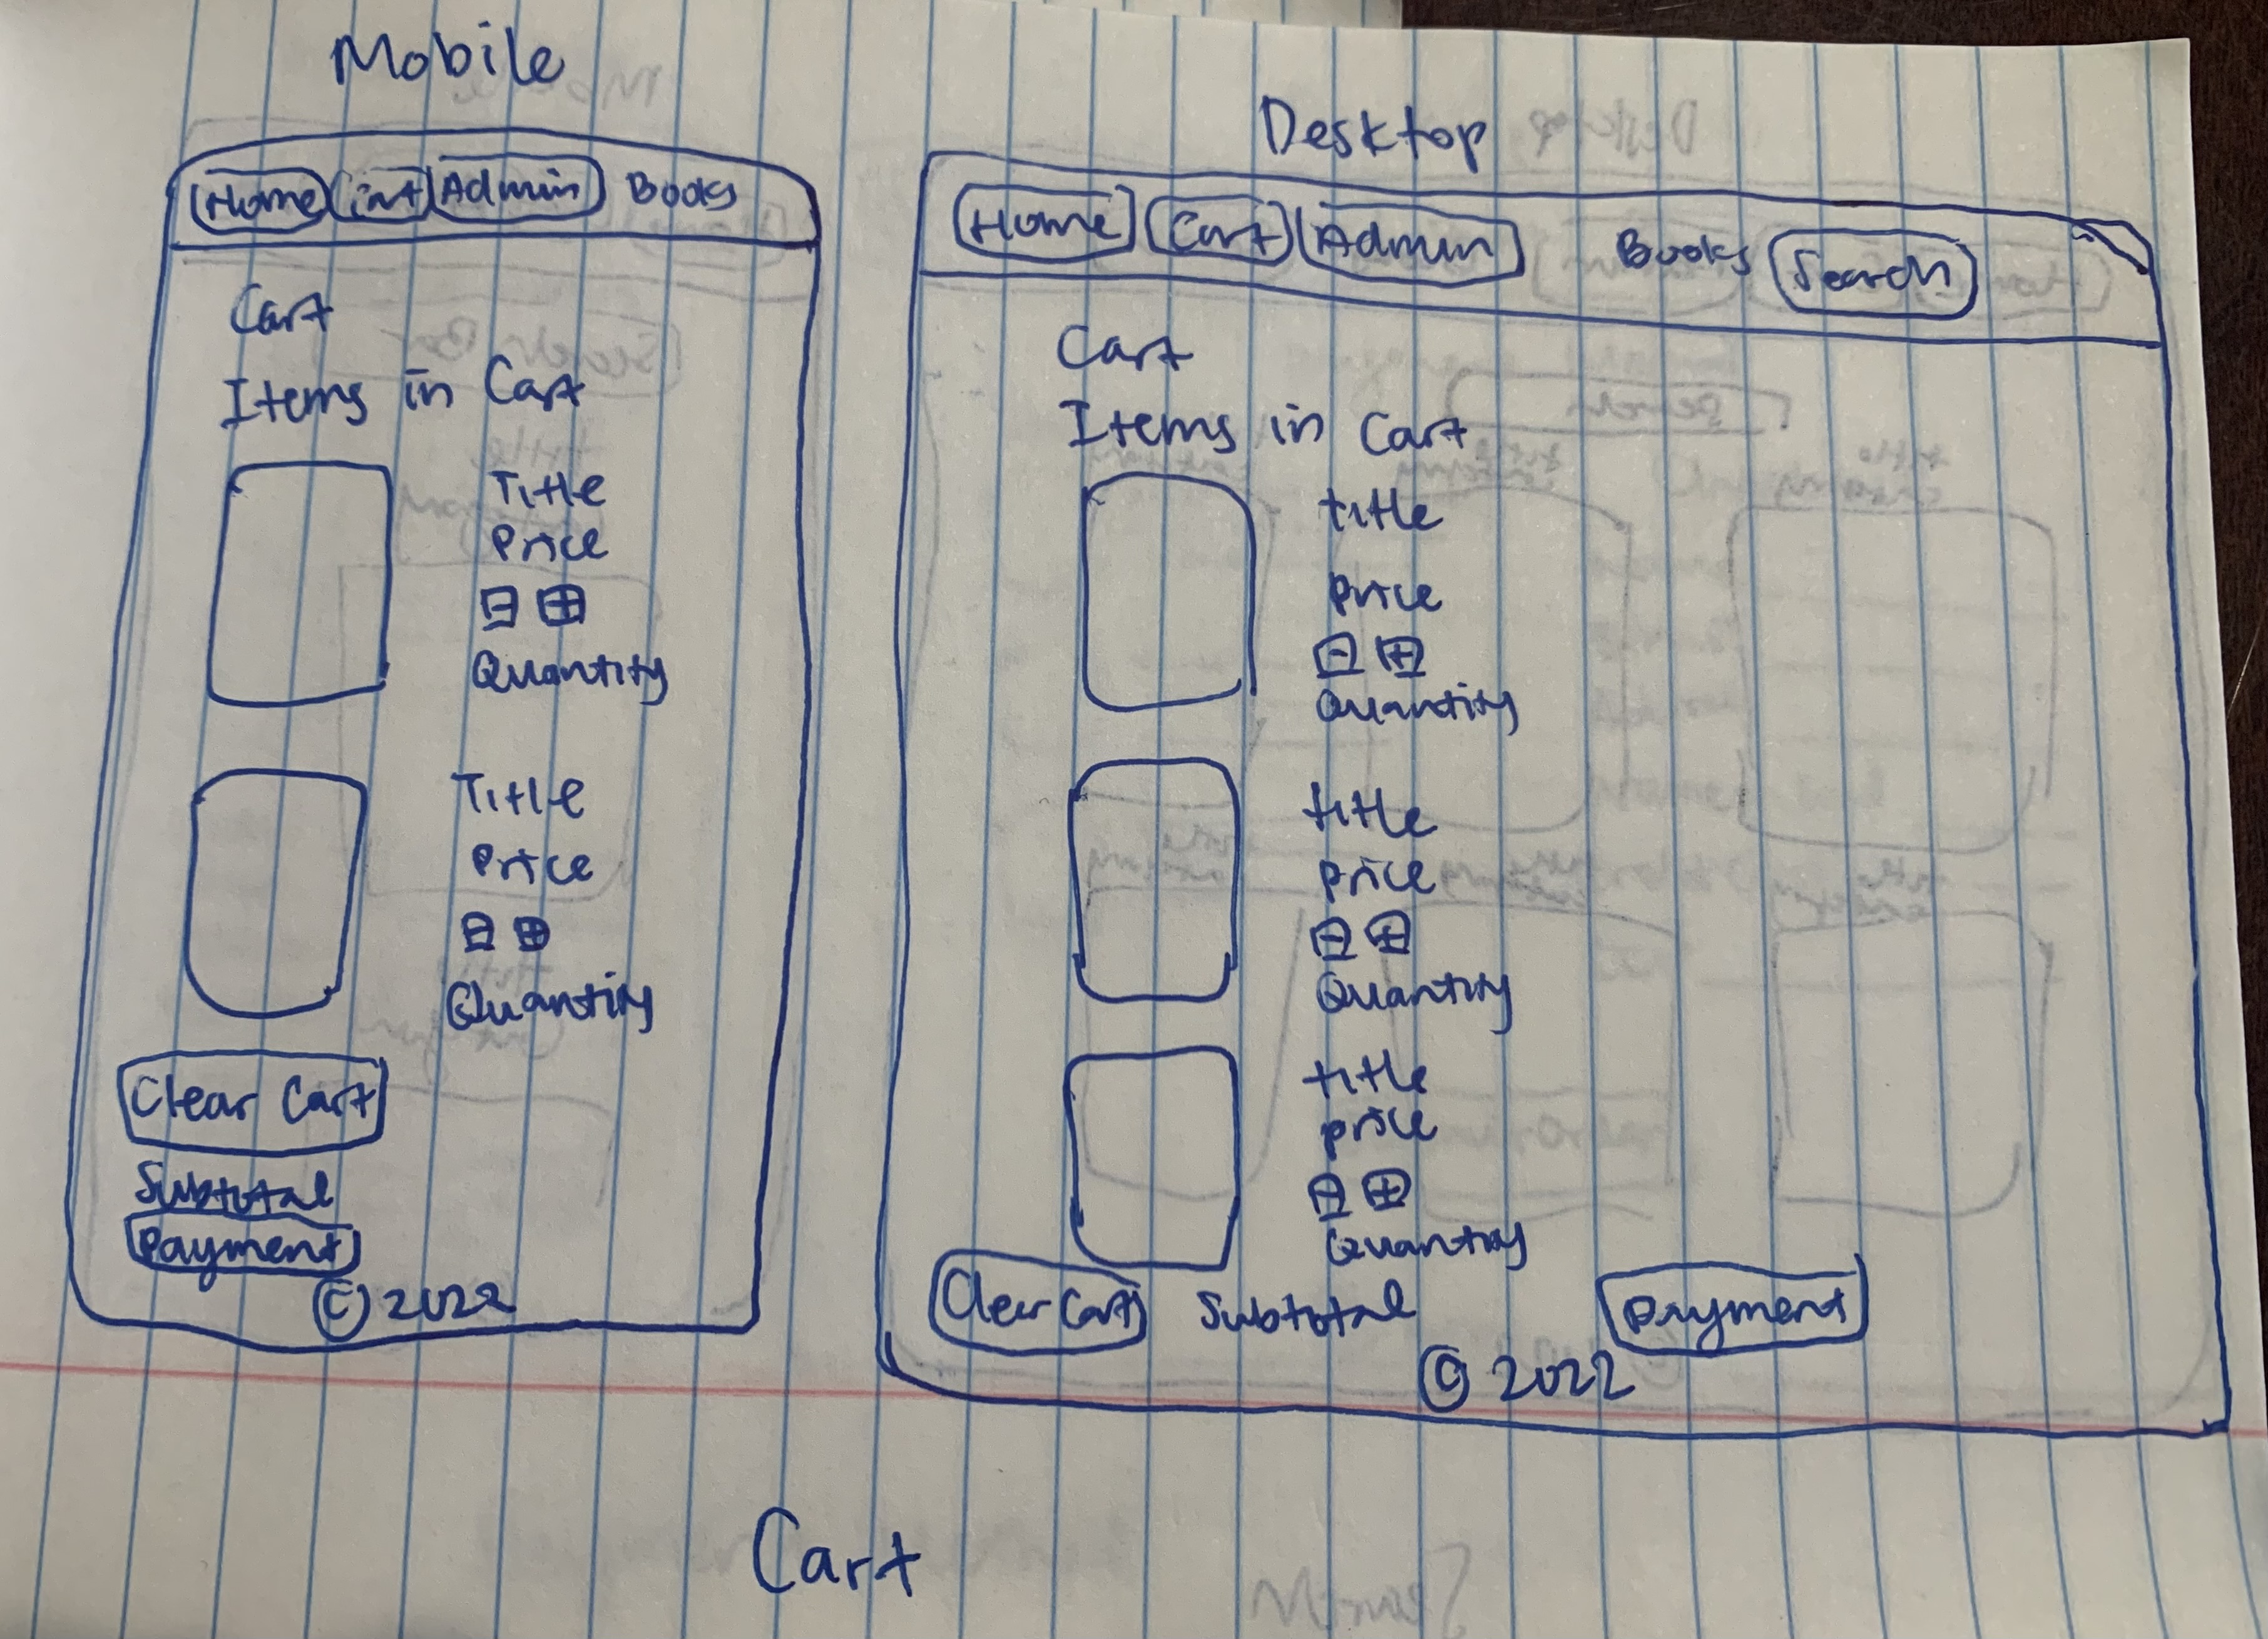 Mobile
Home Cart Admin Books
Cart
Items in Cart
Title
Price
- +
Quantity
Title
Price
- +
Quantity
Clear Cart
Subtotal
Payment
© 2022
Desktop
Home Cart Admin Books Search
Cart
Items in Cart
title
price
- +
Quantity
title
price
- +
Quantity
title
price
- +
Quantity
Clear Cart Subtotal Payment
© 2022
Cart